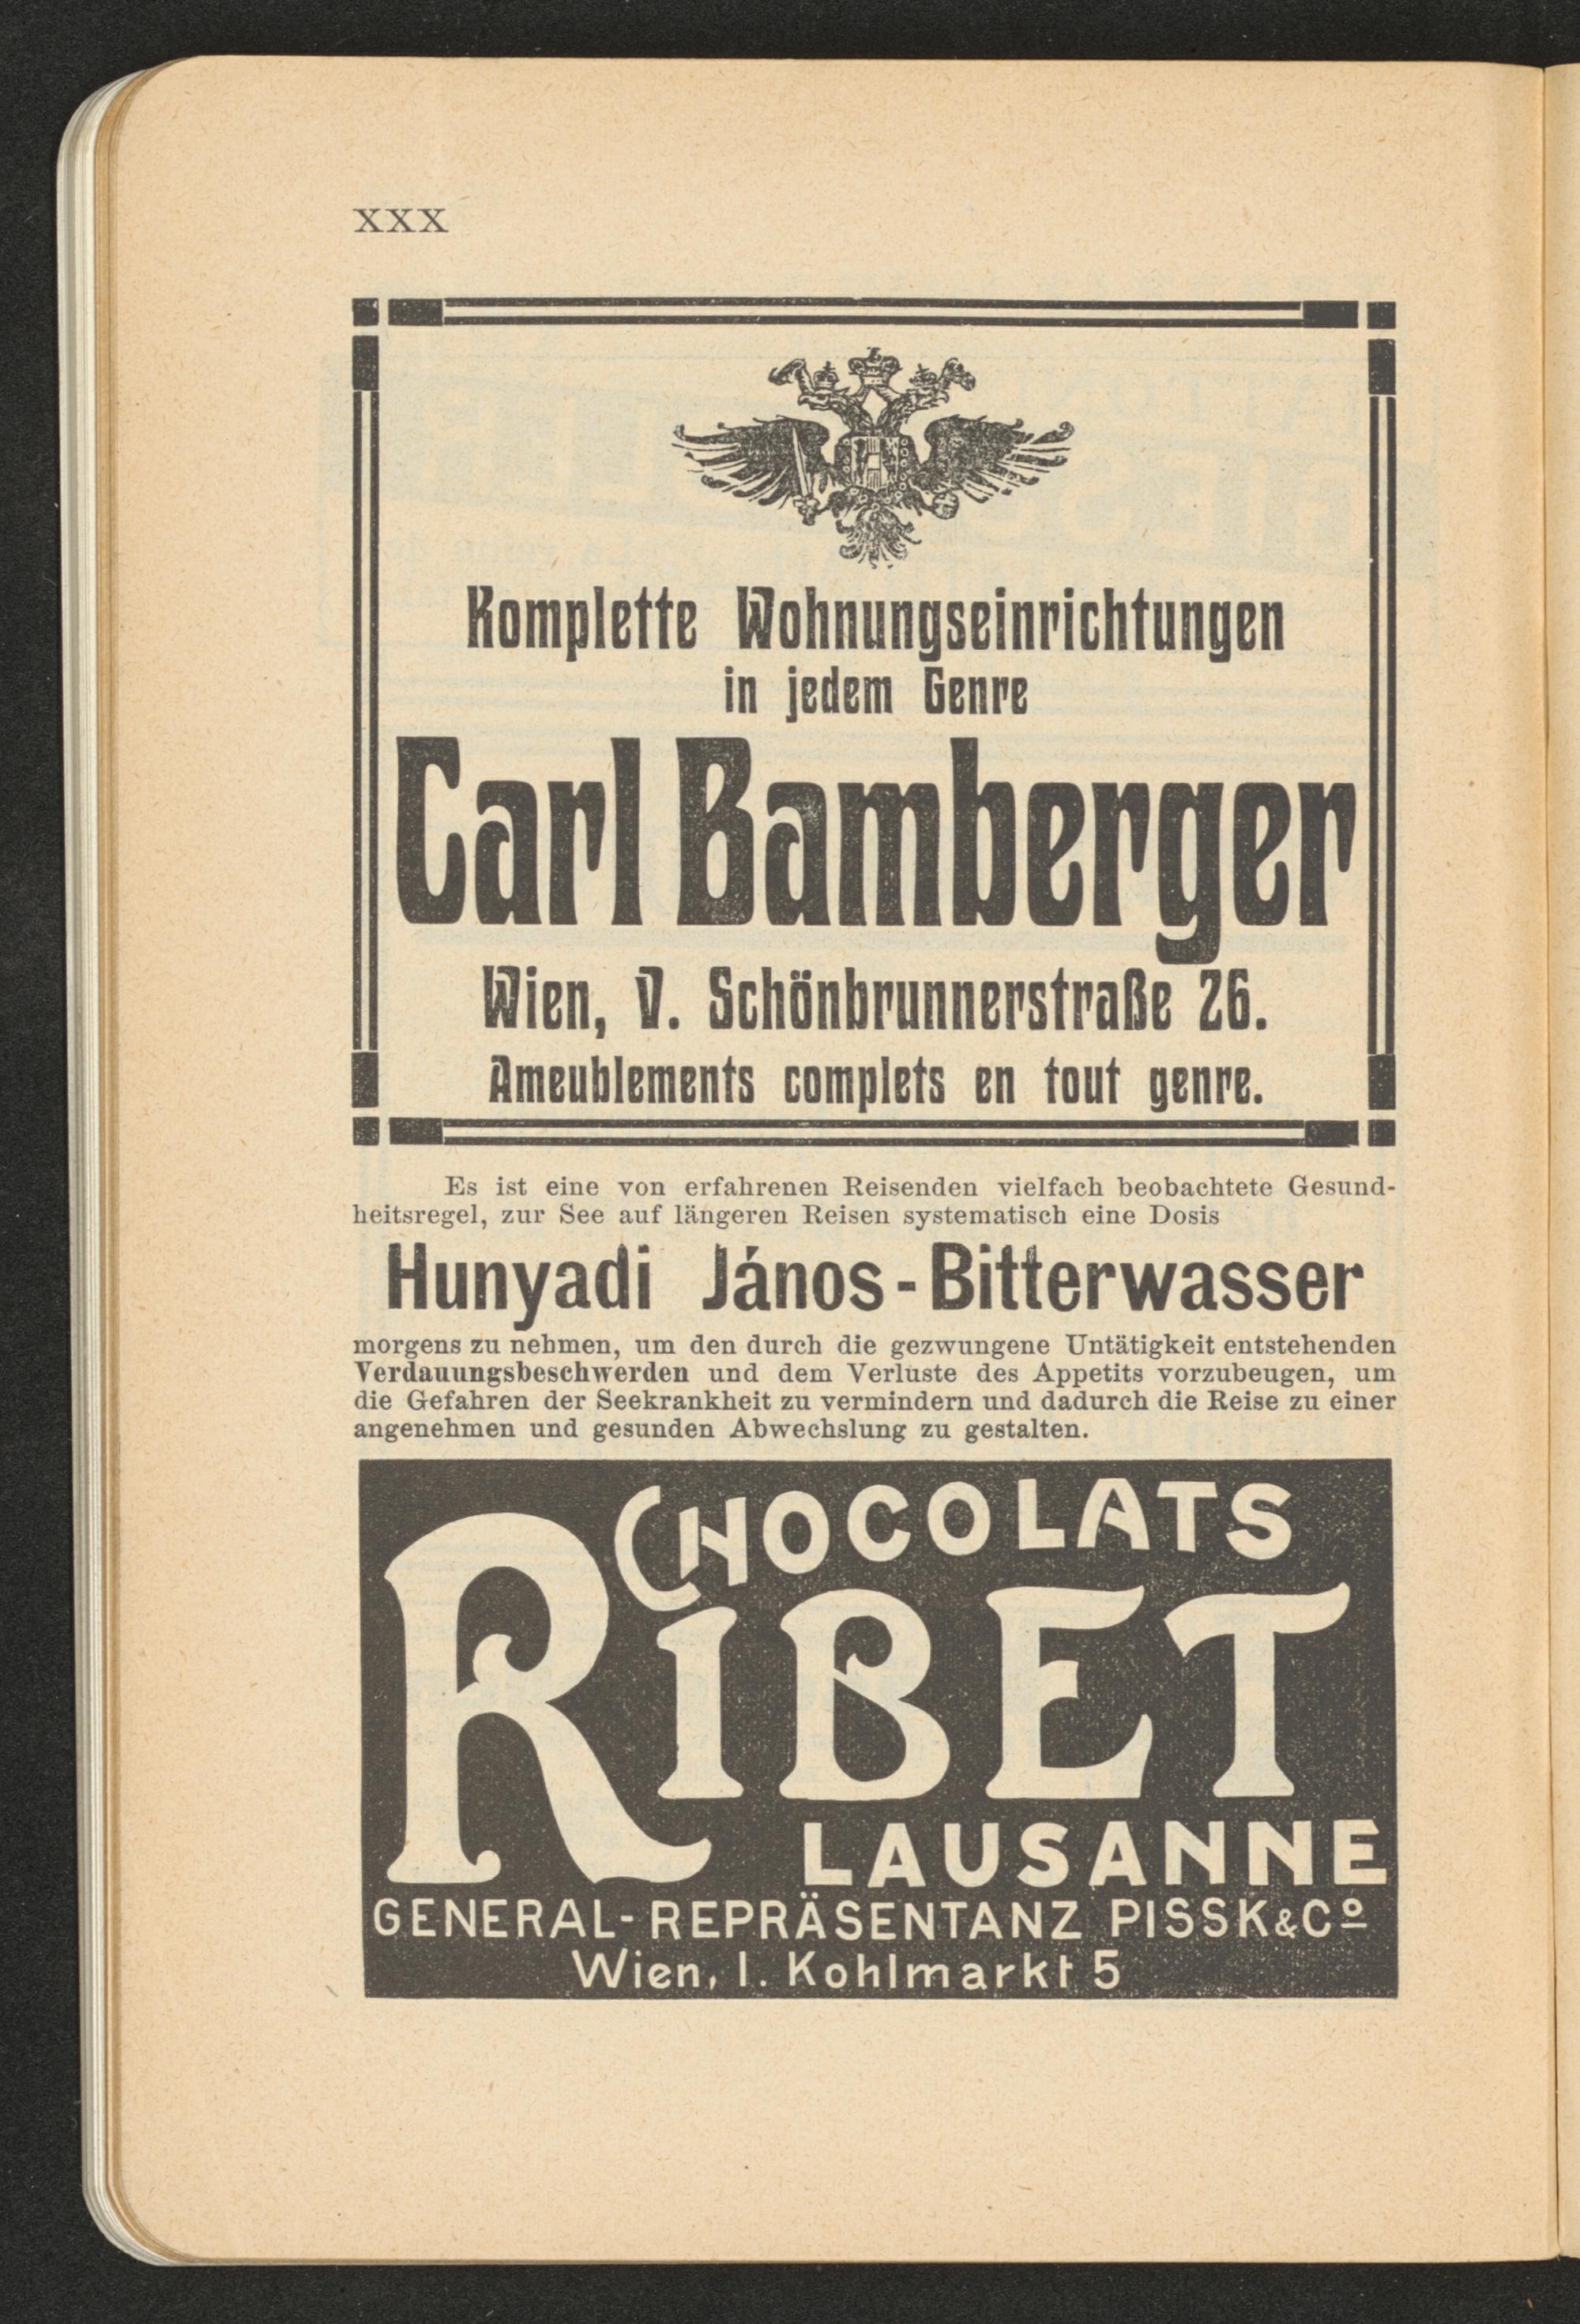 XXX
Komplette Wohnungseinrichtungen
in jedem Genre
Carl Bamberger
Wien, V. Schönbrunnerstraße 26.
Ameublements complets en tout genre.
Es ist eine von erfahrenen Reisenden vielfach beobachtete Gesund-
heitsregel, zur See auf längeren Reisen systematisch eine Dosis
Hunyadi János-Bitterwasser
morgens zu nehmen, um den durch die gezwungene Untätigkeit entstehenden
Verdauungsbeschwerden und dem Verluste des Appetits vorzubeugen, um
die Gefahren der Seekrankheit zu vermindern und dadurch die Reise zu einer
angenehmen und gesunden Abwechslung zu gestalten.
CHOCOLATS
RIBET
LAUSANNE
GENERAL-REPRÄSENTANZ PISSK & Cº
Wien, I. Kohlmarkt 5